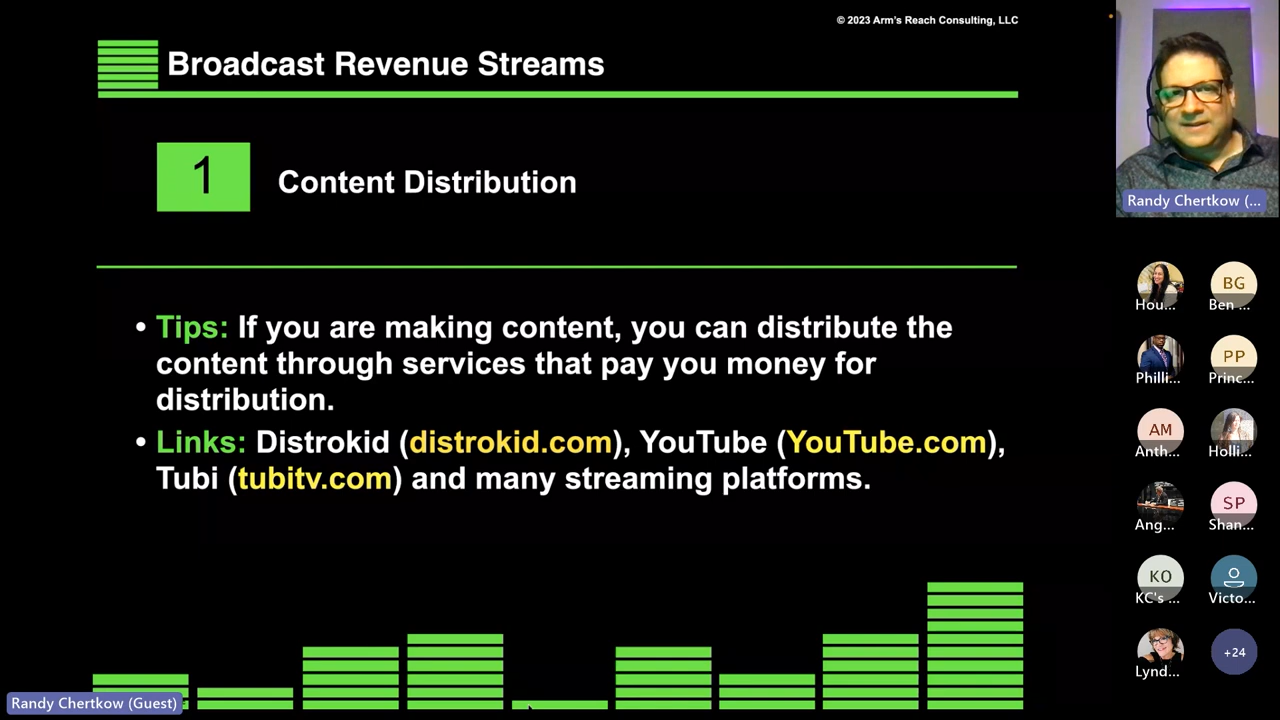 © 2023 Arm's Reach Consulting, LLC
Broadcast Revenue Streams
1
Content Distribution
• Tips: If you are making content, you can distribute the
content through services that pay you money for
distribution.
• Links: Distrokid (distrokid.com), YouTube (YouTube.com),
Tubi (tubitv.com) and many streaming platforms.
Randy Chertkow (Guest)
Randy Chertkow (...
Hou...
BG
Ben ...
Philli...
PP
Princ...
AM
Anth...
Holli...
Ang...
SP
Shan...
KO
KC's ...
Victo...
Lynd...
+24